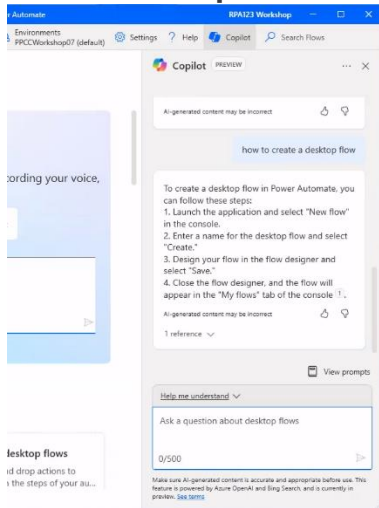 r Automate
RPA123 Workshop
Environments
PPCCWorkshop07 (default)
Settings
? Help
Copilot
Search Flows
Copilot PREVIEW
AI-generated content may be incorrect
how to create a desktop flow
cording your voice,
To create a desktop flow in Power Automate, you
can follow these steps:
1. Launch the application and select "New flow"
in the console.
2. Enter a name for the desktop flow and select
"Create."
3. Design your flow in the flow designer and
select "Save."
4. Close the flow designer, and the flow will
appear in the "My flows" tab of the console 1.
AI-generated content may be incorrect
1 reference
View prompts
Help me understand
Ask a question about desktop flows
0/500
desktop flows
d drop actions to
the steps of your au...
Make sure AI-generated content is accurate and appropriate before use. This
feature is powered by Azure OpenAI and Bing Search, and is currently in
preview. See terms